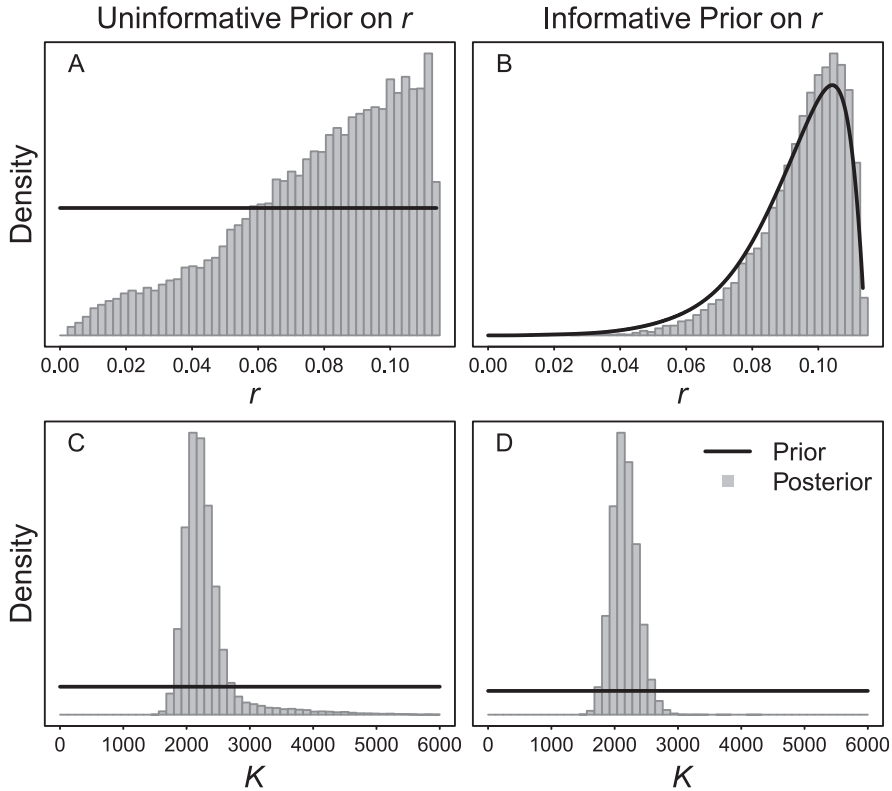 Uninformative Prior on r
Informative Prior on r
A
B
Density
0.00 0.02 0.04 0.06 0.08 0.10
0.00 0.02 0.04 0.06 0.08 0.10
r
r
C
D
Prior
Posterior
Density
0 1000 2000 3000 4000 5000 6000
0 1000 2000 3000 4000 5000 6000
K
K